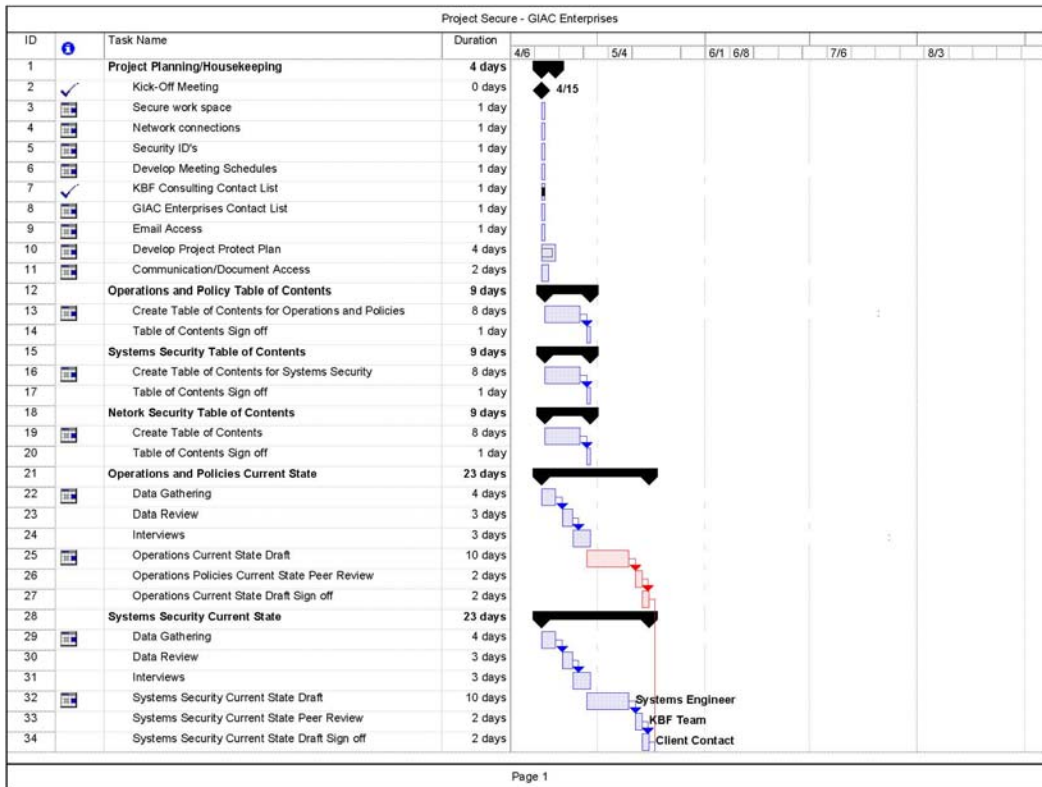 Project Secure - GIAC Enterprises
ID Task Name Duration 4/6 5/4 6/1 6/8 7/6 8/3
1 Project Planning/Housekeeping 4 days
2 Kick-Off Meeting 0 days 4/15
3 Secure work space 1 day
4 Network connections 1 day
5 Security ID's 1 day
6 Develop Meeting Schedules 1 day
7 KBF Consulting Contact List 1 day
8 GIAC Enterprises Contact List 1 day
9 Email Access 1 day
10 Develop Project Protect Plan 4 days
11 Communication/Document Access 2 days
12 Operations and Policy Table of Contents 9 days
13 Create Table of Contents for Operations and Policies 8 days
14 Table of Contents Sign off 1 day
15 Systems Security Table of Contents 9 days
16 Create Table of Contents for Systems Security 8 days
17 Table of Contents Sign off 1 day
18 Netork Security Table of Contents 9 days
19 Create Table of Contents 8 days
20 Table of Contents Sign off 1 day
21 Operations and Policies Current State 23 days
22 Data Gathering 4 days
23 Data Review 3 days
24 Interviews 3 days
25 Operations Current State Draft 10 days
26 Operations Policies Current State Peer Review 2 days
27 Operations Current State Draft Sign off 2 days
28 Systems Security Current State 23 days
29 Data Gathering 4 days
30 Data Review 3 days
31 Interviews 3 days
32 Systems Security Current State Draft 10 days Systems Engineer
33 Systems Security Current State Peer Review 2 days KBF Team
34 Systems Security Current State Draft Sign off 2 days Client Contact
Page 1